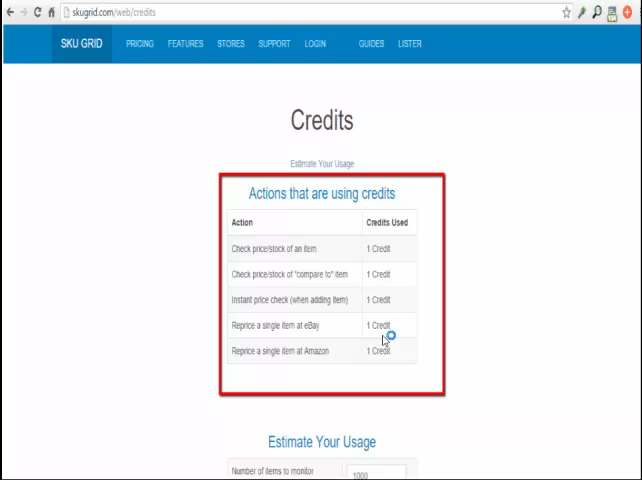 skugrid.com/web/credits
SKU GRID PRICING FEATURES STORES SUPPORT LOGIN GUIDES LISTER
Credits
Estimate Your Usage
Actions that are using credits
Action Credits Used
Check price/stock of an item 1 Credit
Check price/stock of "compare to" item 1 Credit
Instant price check (when adding item) 1 Credit
Reprice a single item at eBay 1 Credit
Reprice a single item at Amazon 1 Credit
Estimate Your Usage
Number of items to monitor 1000